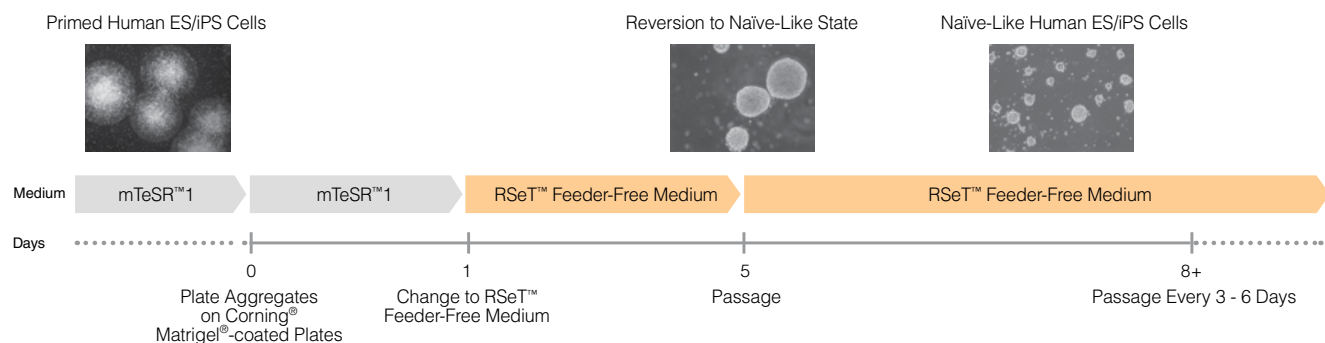 Primed Human ES/iPS Cells
Reversion to Naïve-Like State
Naïve-Like Human ES/iPS Cells
Medium
mTeSR™1
mTeSR™1
RSeT™ Feeder-Free Medium
RSeT™ Feeder-Free Medium
Days
0
1
5
8+
Plate Aggregates
on Corning®
Matrigel®-coated Plates
Change to RSeT™
Feeder-Free Medium
Passage
Passage Every 3 - 6 Days